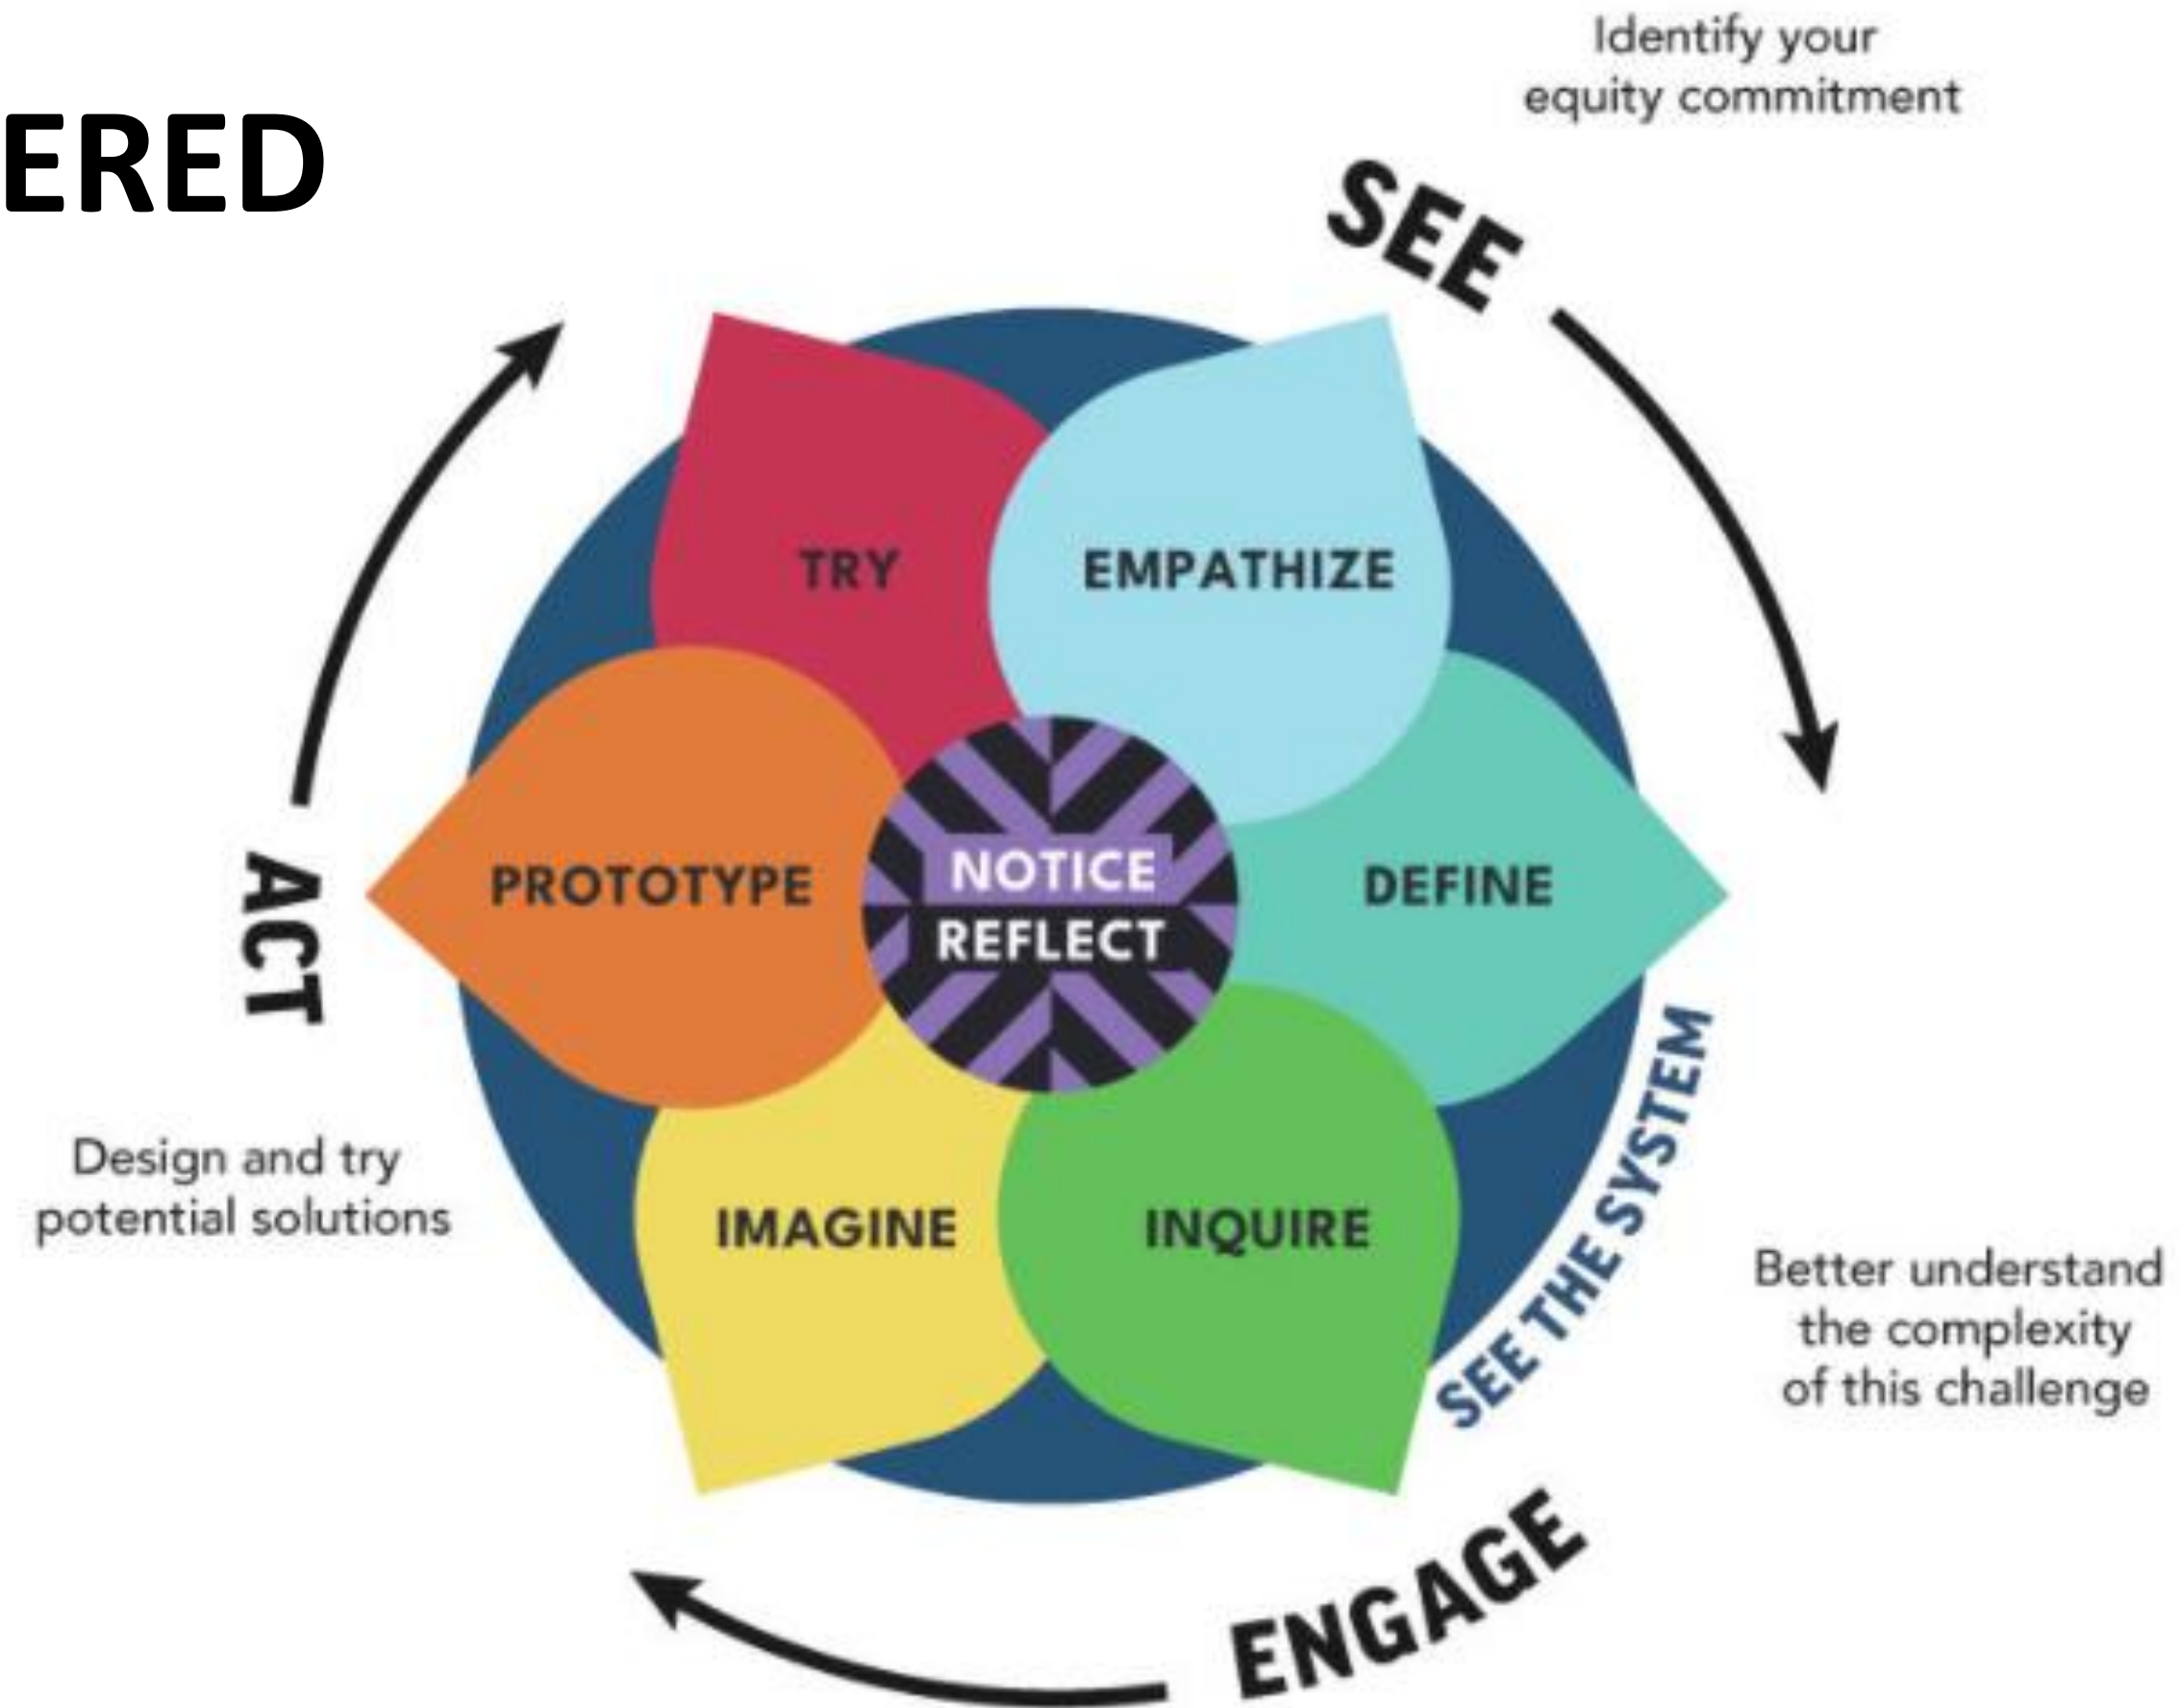 Identify your
equity commitment
ERED
SEE
TRY
EMPATHIZE
PROTOTYPE
NOTICE
REFLECT
DEFINE
ACT
SEE THE SYSTEM
Design and try
potential solutions
IMAGINE
INQUIRE
Better understand
the complexity
of this challenge
ENGAGE